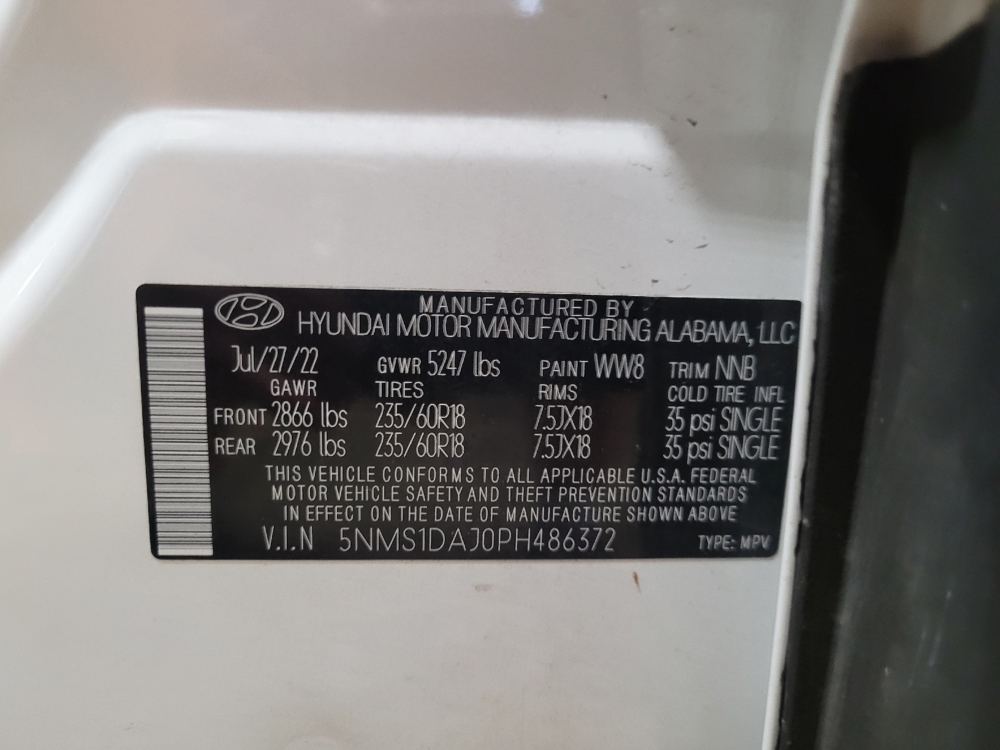 MANUFACTURED BY
HYUNDAI MOTOR MANUFACTURING ALABAMA, LLC
Jul/27/22 GVWR 5247 lbs PAINT WW8 TRIM NNB
GAWR TIRES RIMS COLD TIRE INFL
FRONT 2866 lbs 235/60R18 7.5JX18 35 psi SINGLE
REAR 2976 lbs 235/60R18 7.5JX18 35 psi SINGLE
THIS VEHICLE CONFORMS TO ALL APPLICABLE U.S.A. FEDERAL
MOTOR VEHICLE SAFETY AND THEFT PREVENTION STANDARDS
IN EFFECT ON THE DATE OF MANUFACTURE SHOWN ABOVE
V.I.N 5NMS1DAJ0PH486372 TYPE: MPV